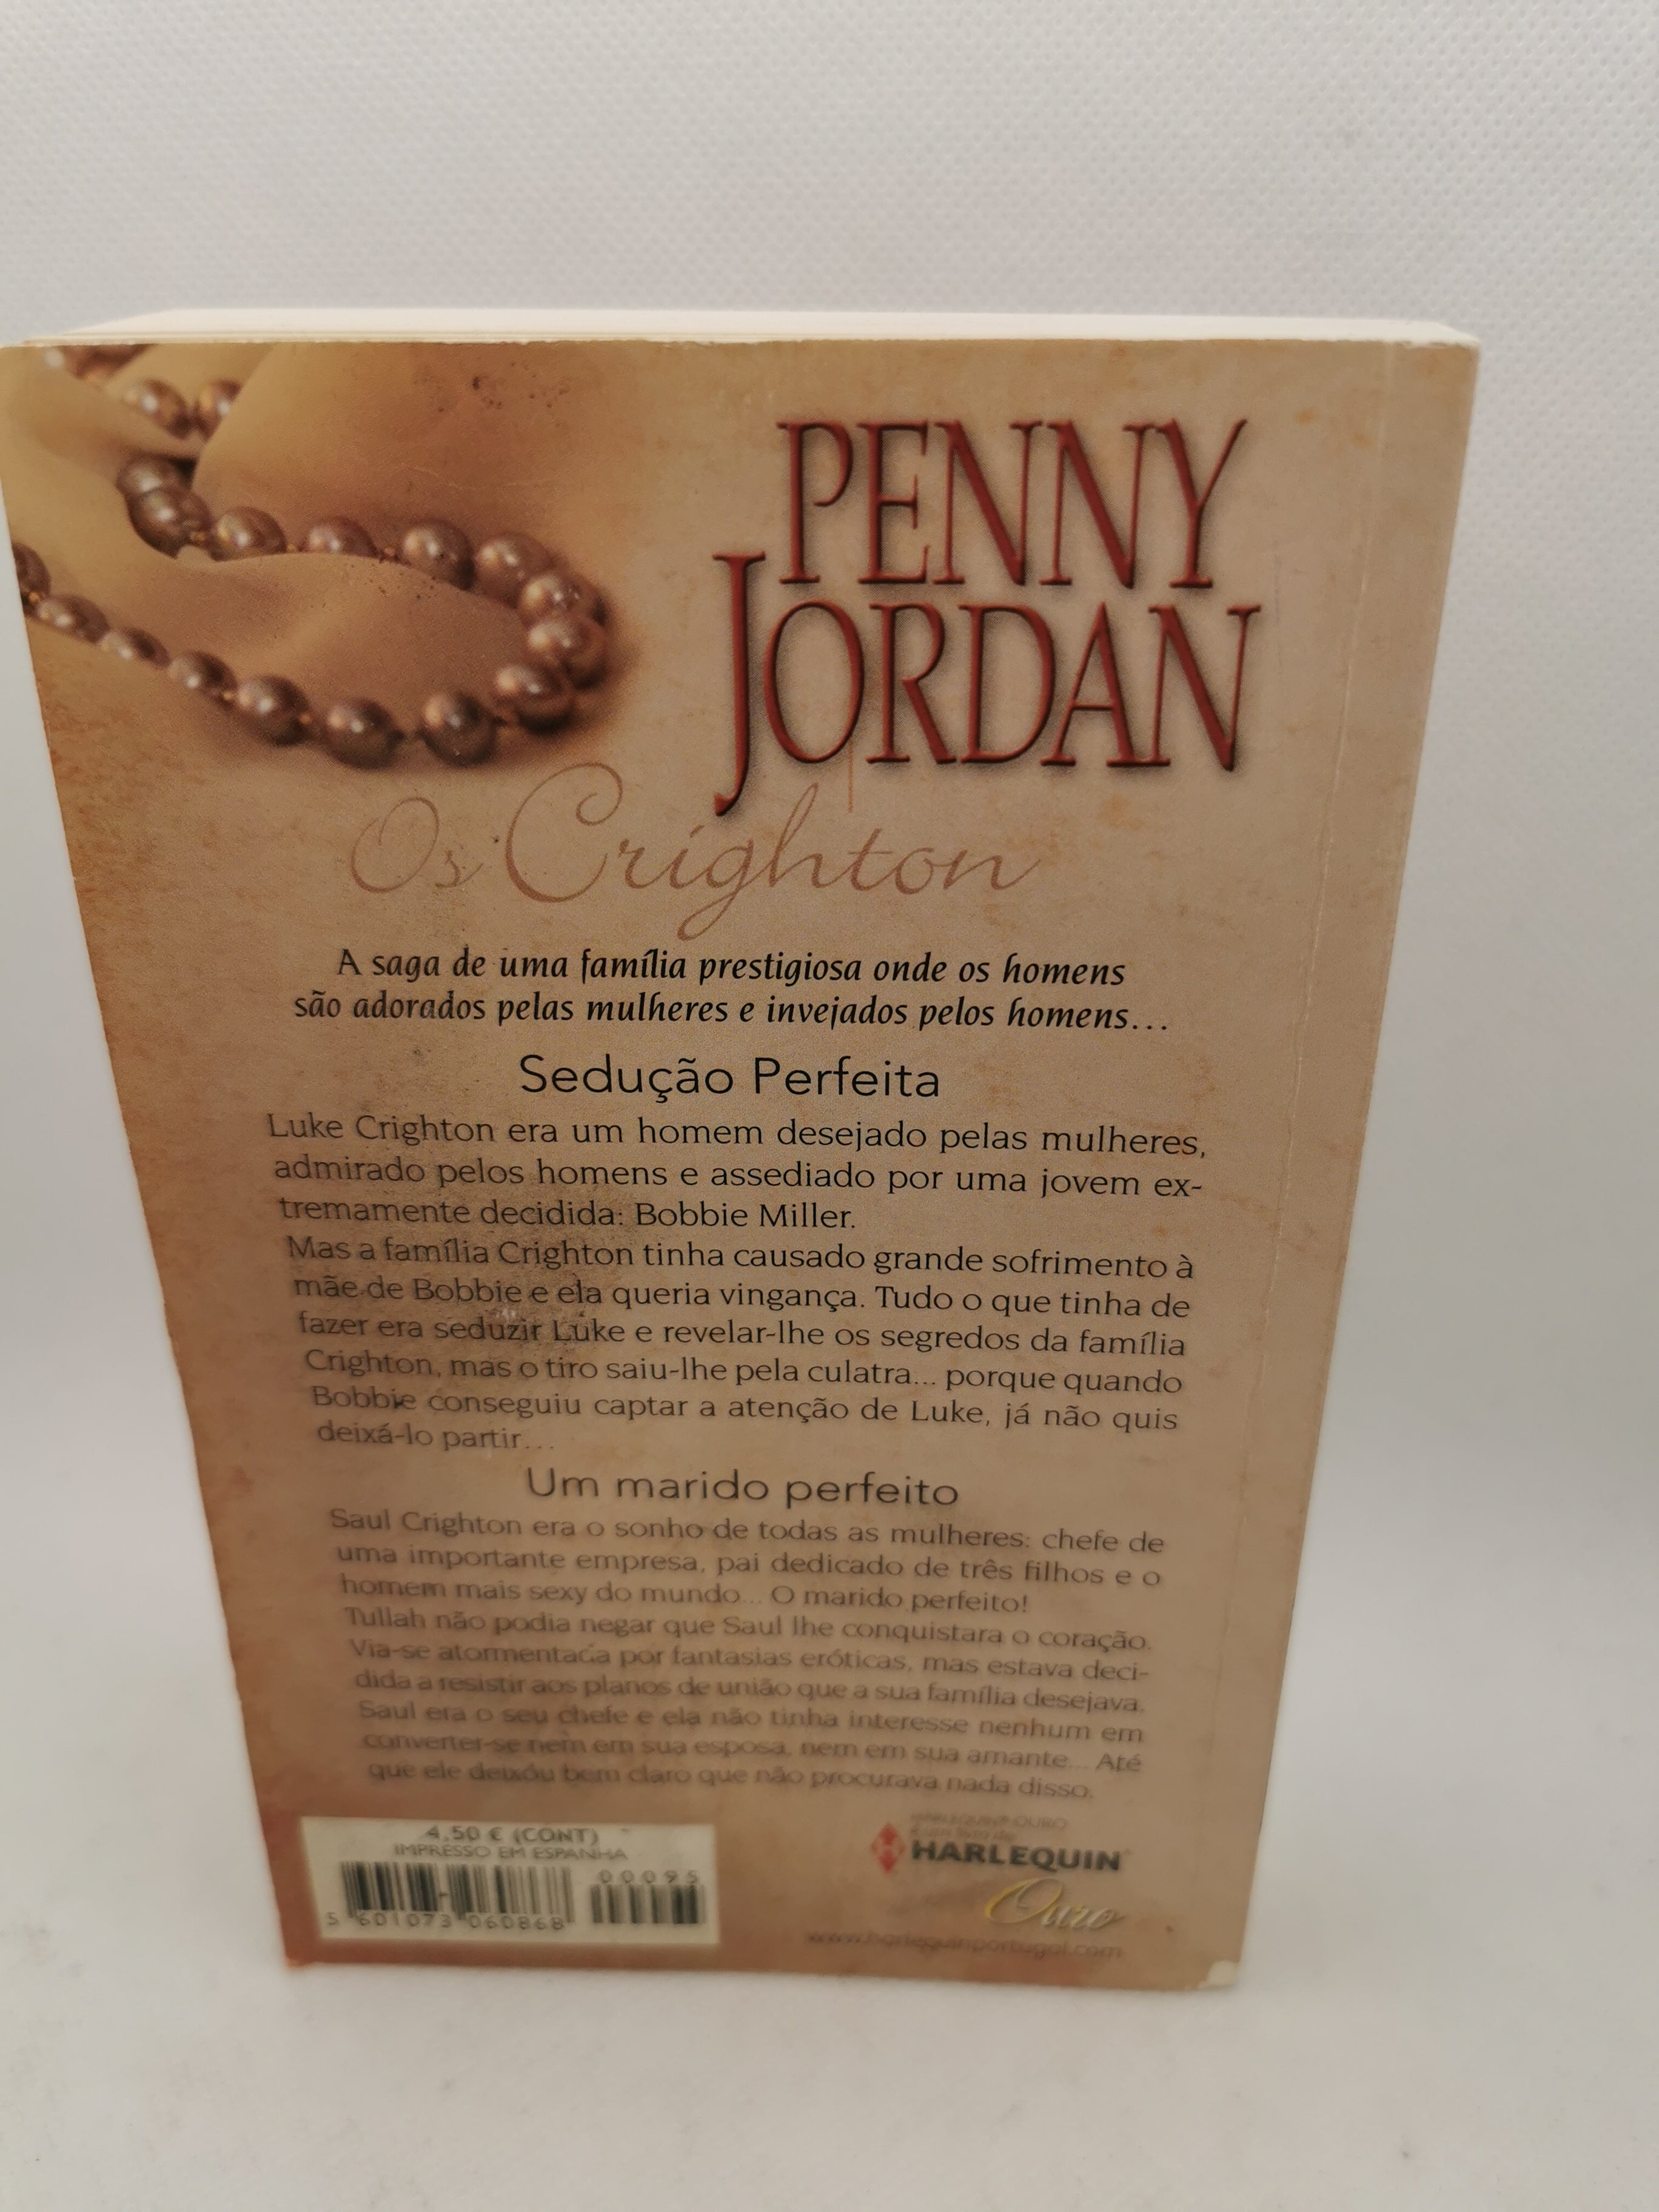 PENNY
JORDAN
Os Crighton
A saga de uma família prestigiosa onde os homens
são adorados pelas mulheres e invejados pelos homens...
Sedução Perfeita
Luke Crighton era um homem desejado pelas mulheres,
admirado pelos homens e assediado por uma jovem ex-
tremamente decidida: Bobbie Miller.
Mas a família Crighton tinha causado grande sofrimento à
mãe de Bobbie e ela queria vingança. Tudo o que tinha de
fazer era seduzir Luke e revelar-lhe os segredos da família
Crighton, mas o tiro saiu-lhe pela culatra... porque quando
Bobbie conseguiu captar a atenção de Luke, já não quis
deixá-lo partir...
Um marido perfeito
Saul Crighton era o sonho de todas as mulheres: chefe de
uma importante empresa, pai dedicado de três filhos e o
homem mais sexy do mundo... O marido perfeito!
Tullah não podia negar que Saul lhe conquistara o coração.
Via-se atormentada por fantasias eróticas, mas estava deci-
dida a resistir aos planos de união que a sua família desejava.
Saul era o seu chefe e ela não tinha interesse nenhum em
converter-se nem em sua esposa, nem em sua amante... Até
que ele deixou bem claro que não procurava nada disso.
4,50 € (CONT)
IMPRESSO EM ESPANHA
00095
5 601073 060868
HARLEQUIN OURO
HARLEQUIN
Ouro
www.harlequinportugal.com